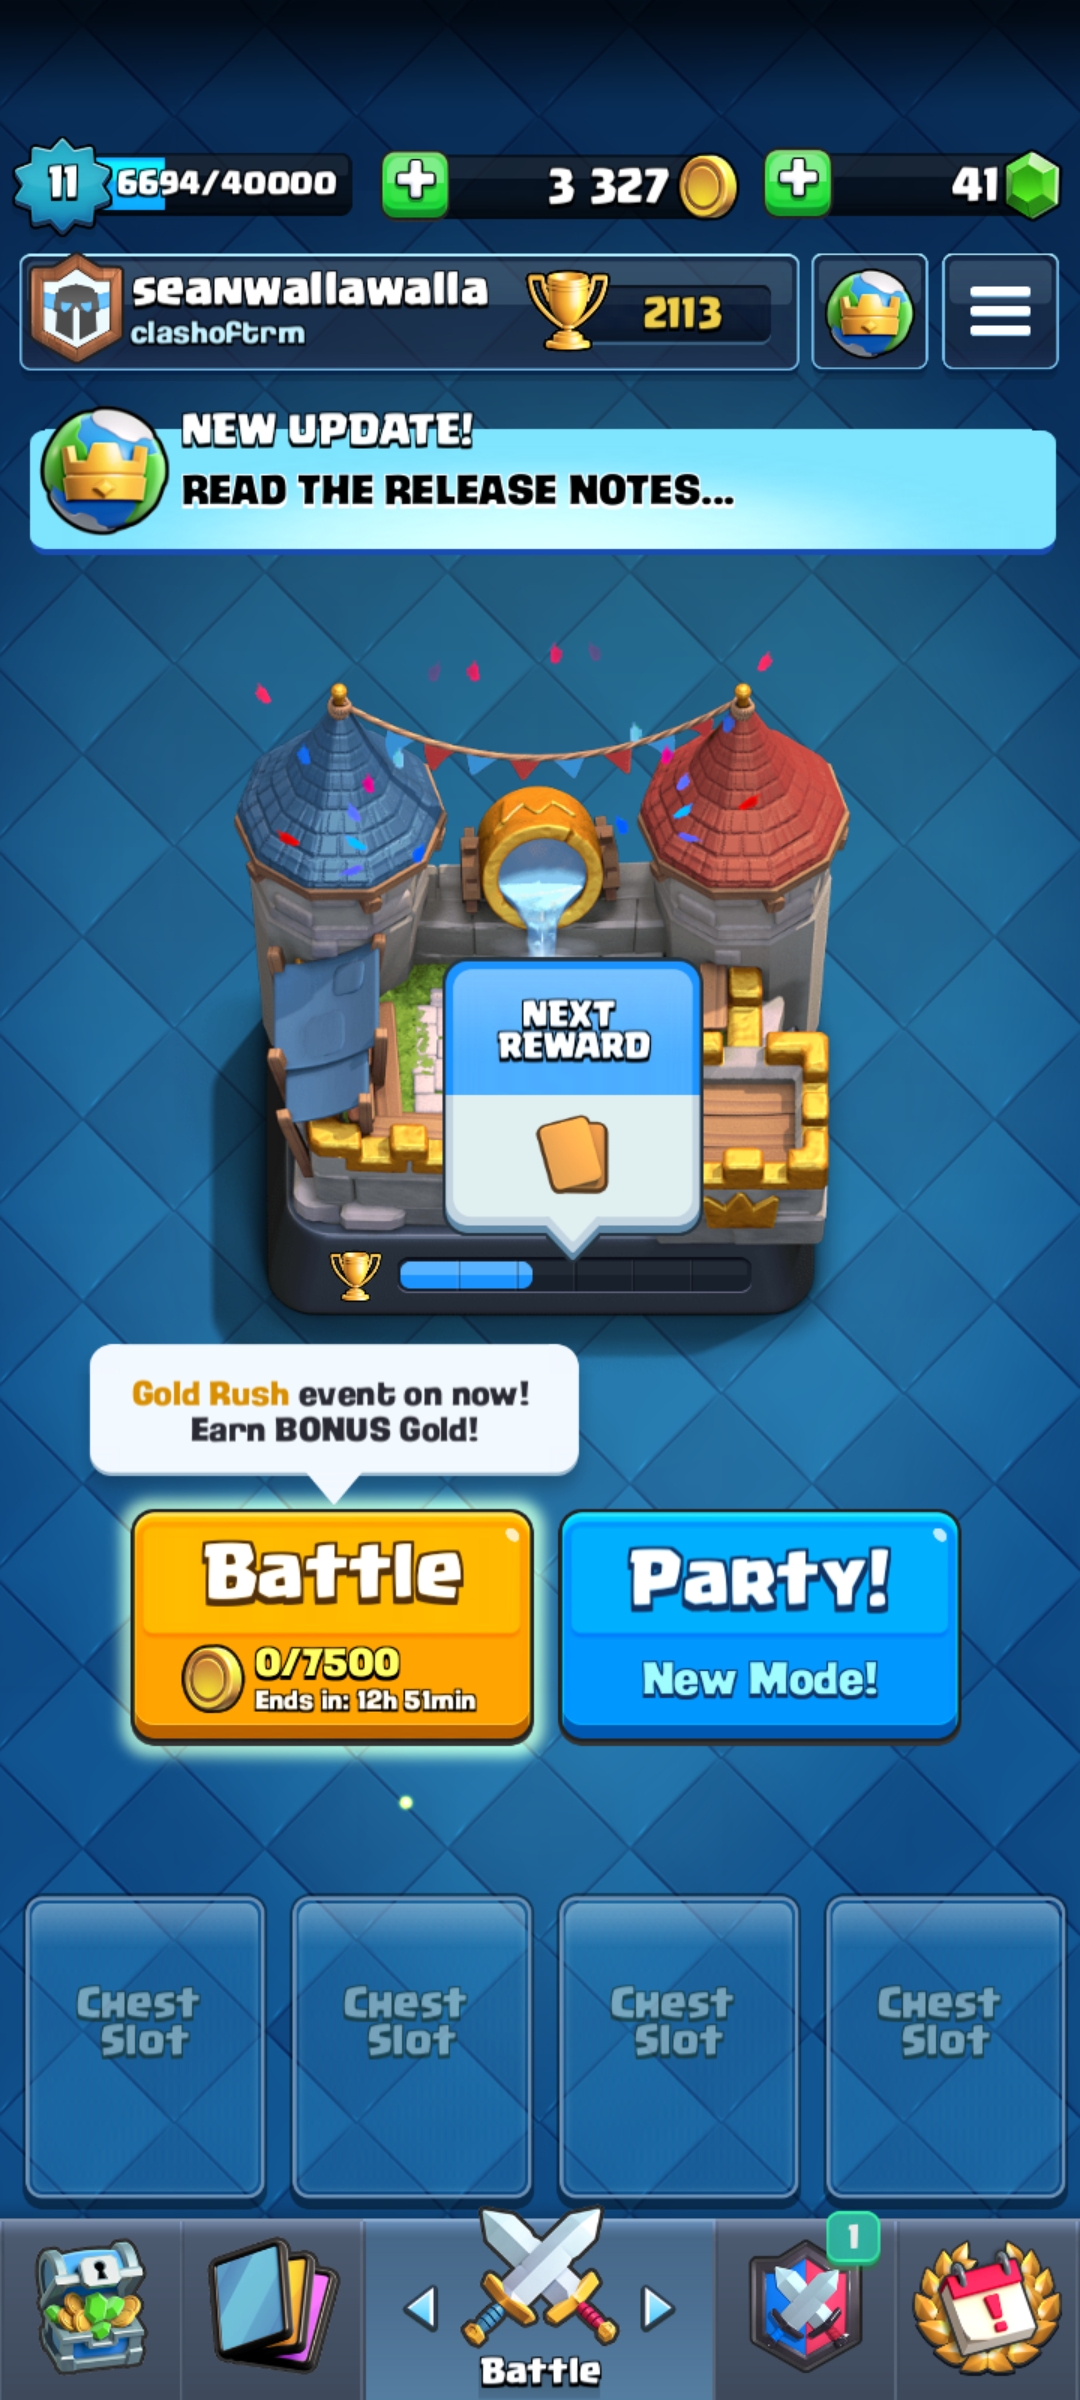 11
6694/40000
3 327
41
seanwallawalla
clashoftrm
2113
NEW UPDATE!
READ THE RELEASE NOTES...
NEXT
REWARD
Gold Rush event on now!
Earn BONUS Gold!
Battle
0/7500
Ends in: 12h 51min
Party!
New Mode!
Chest
Slot
Chest
Slot
Chest
Slot
Chest
Slot
1
Battle